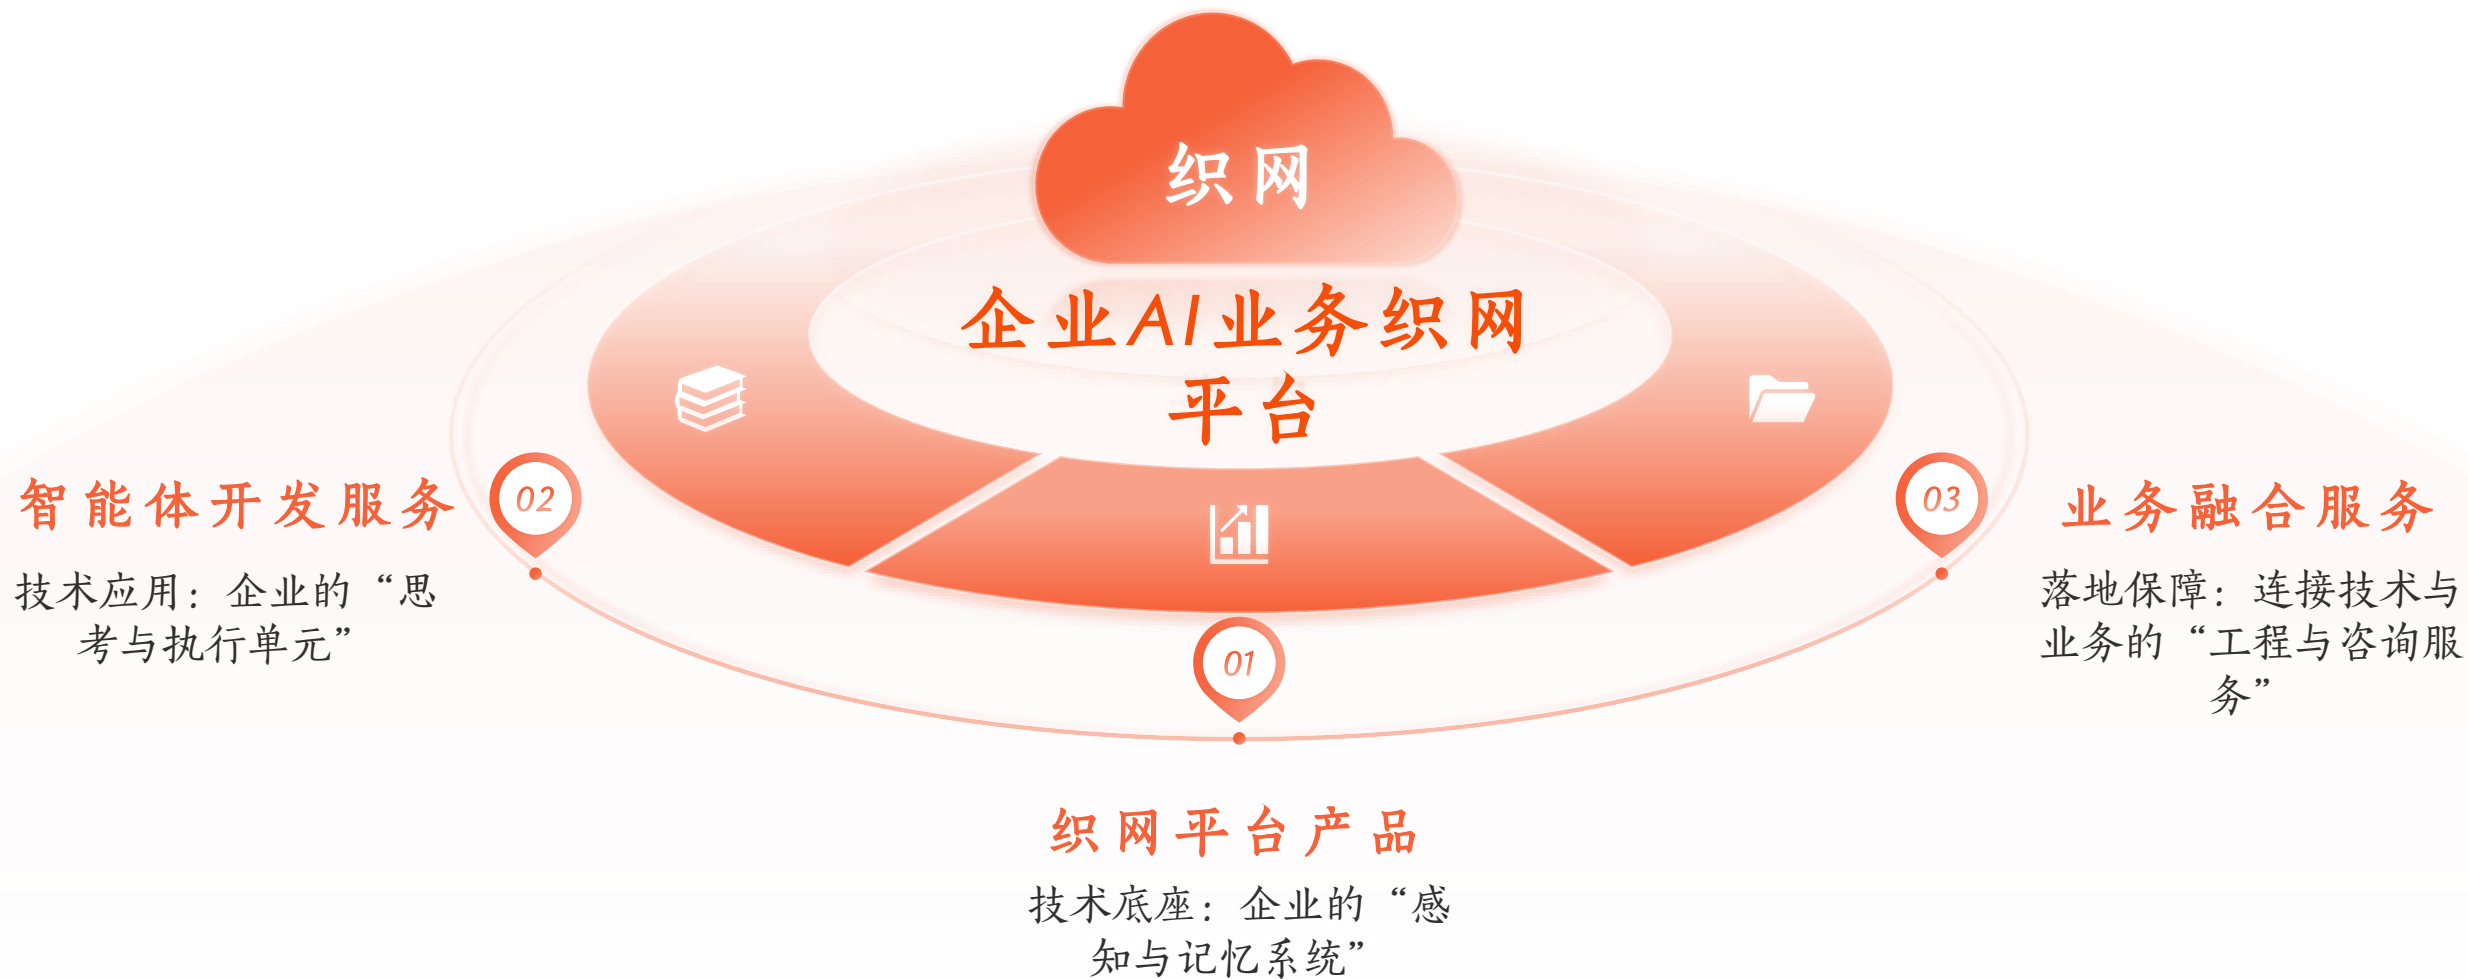 织网
企业AI业务织网
平台
02
智能体开发服务
技术应用：企业的“思
考与执行单元”
03
业务融合服务
落地保障：连接技术与
业务的“工程与咨询服
务”
01
织网平台产品
技术底座：企业的“感
知与记忆系统”